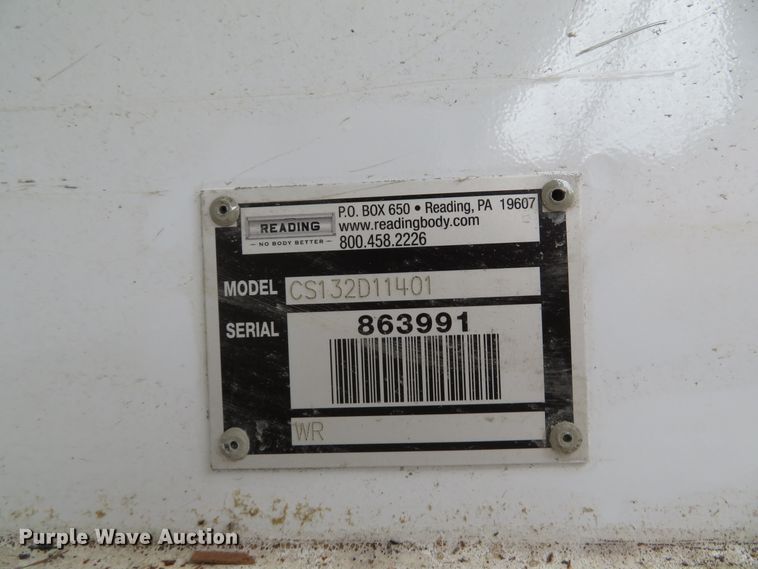 READING
NO BODY BETTER
P.O. BOX 650 • Reading, PA 19607
www.readingbody.com
800.458.2226
MODEL CS132D11401
SERIAL 863991
WR
Purple Wave Auction